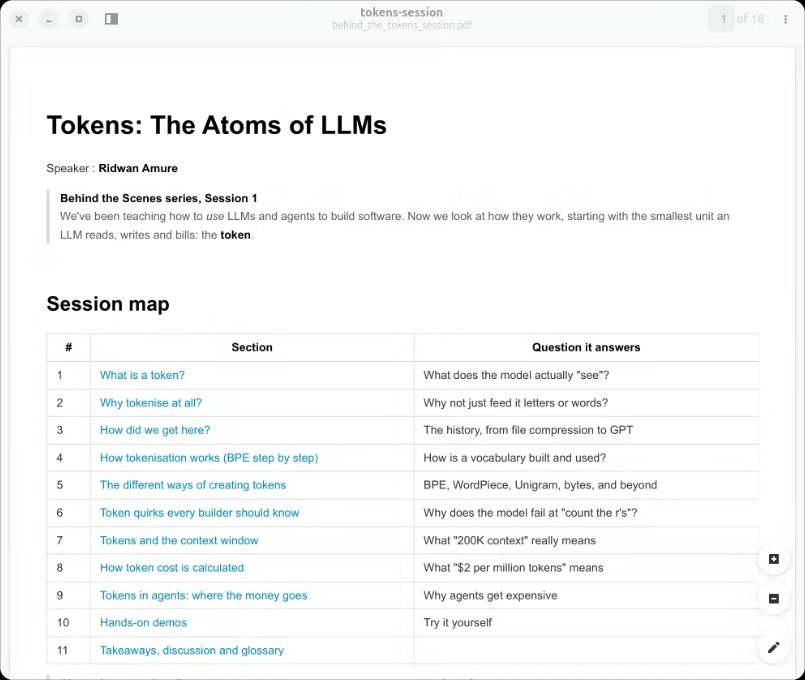 tokens-session
behind_the_tokens_session.pdf
1 of 18
Tokens: The Atoms of LLMs
Speaker : Ridwan Amure
Behind the Scenes series, Session 1
We've been teaching how to use LLMs and agents to build software. Now we look at how they work, starting with the smallest unit an
LLM reads, writes and bills: the token.
Session map
# Section Question it answers
1 What is a token? What does the model actually "see"?
2 Why tokenise at all? Why not just feed it letters or words?
3 How did we get here? The history, from file compression to GPT
4 How tokenisation works (BPE step by step) How is a vocabulary built and used?
5 The different ways of creating tokens BPE, WordPiece, Unigram, bytes, and beyond
6 Token quirks every builder should know Why does the model fail at "count the r's"?
7 Tokens and the context window What "200K context" really means
8 How token cost is calculated What "$2 per million tokens" means
9 Tokens in agents: where the money goes Why agents get expensive
10 Hands-on demos Try it yourself
11 Takeaways, discussion and glossary